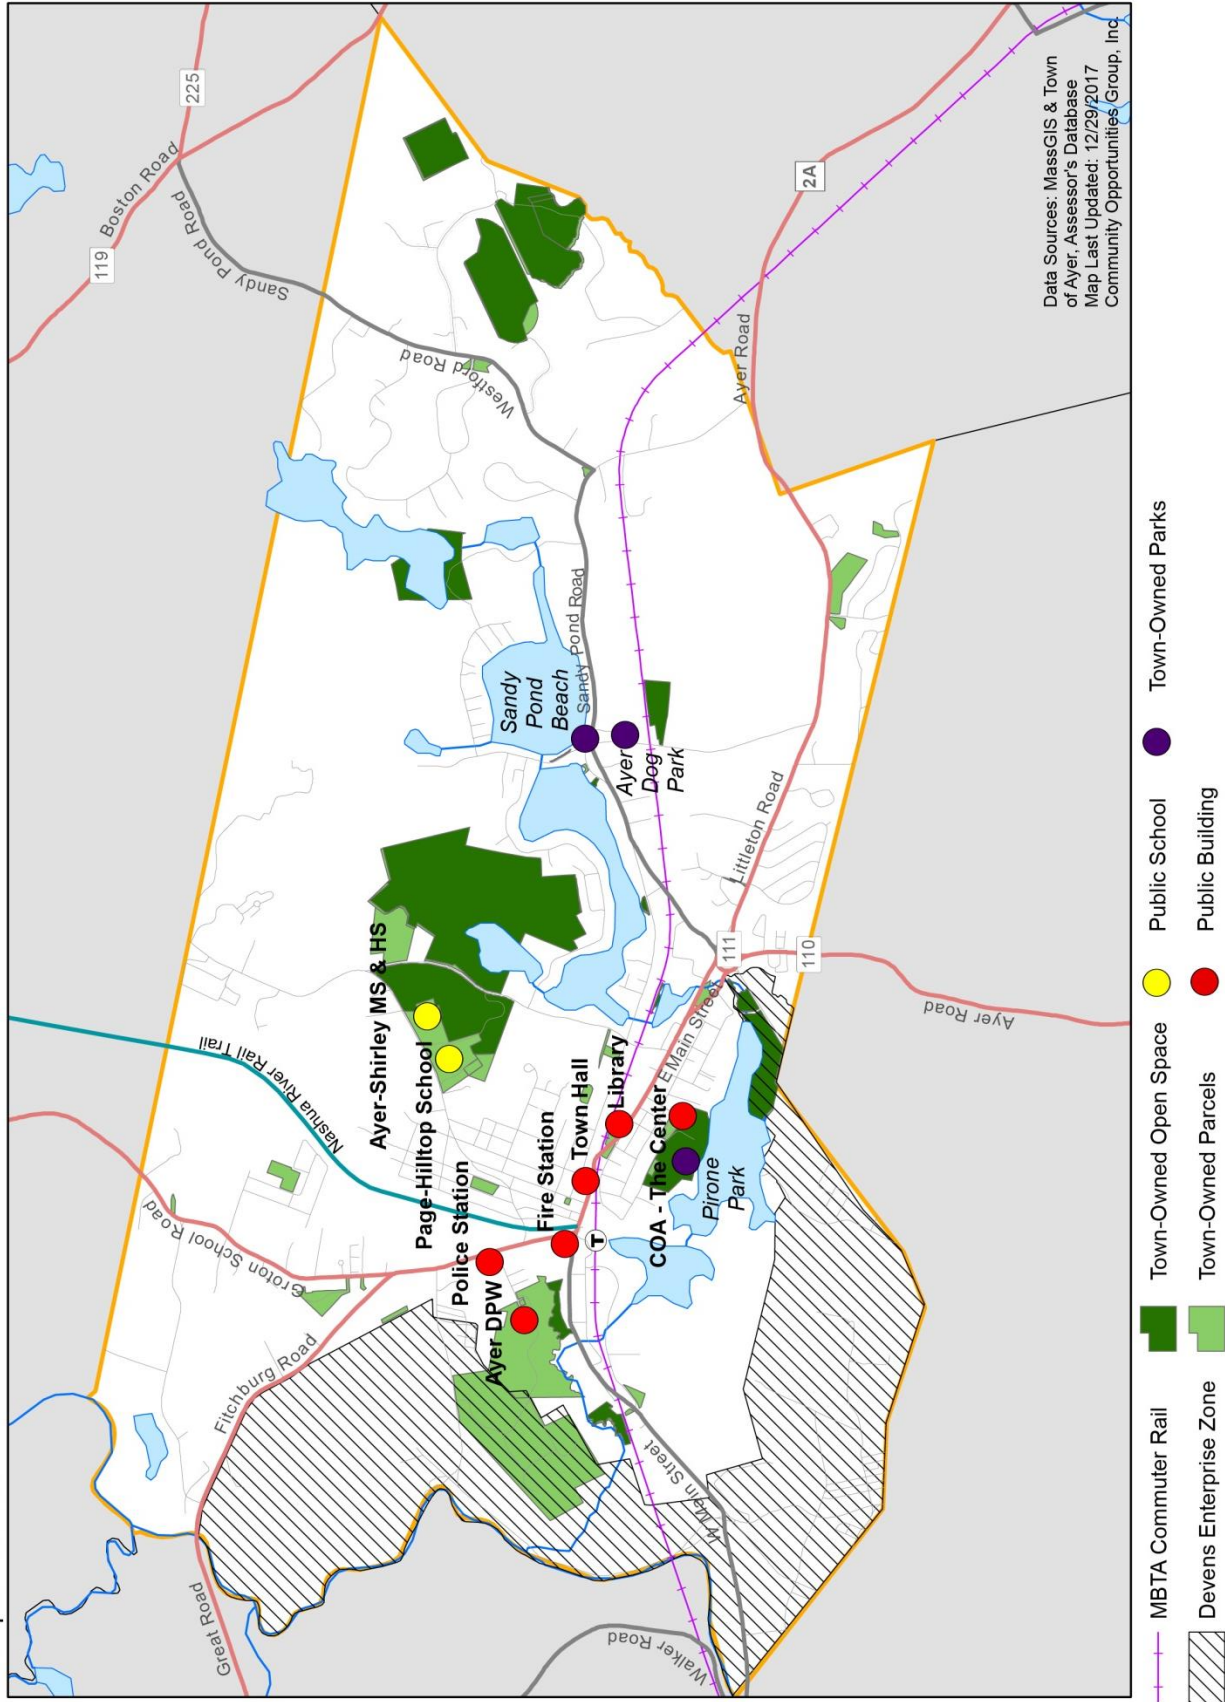 225
119
Boston Road
Sandy Pond Road
Westford Road
2A
Ayer Road
Data Sources: MassGIS & Town
of Ayer, Assessor's Database
Map Last Updated: 12/29/2017
Community Opportunities Group, Inc.
Nashua River Rail Trail
Groton School Road
Fitchburg Road
Great Road
Ayer-Shirley MS & HS
Page-Hilltop School
Police Station
Ayer DPW
Fire Station
Town Hall
Library
T
COA - The Center
Pirone
Park
Sandy
Pond
Beach
Sandy Pond Road
Ayer
Dog
Park
E Main Street
Littleton Road
111
110
Ayer Road
W Main Street
Walker Road
MBTA Commuter Rail
Devens Enterprise Zone
Town-Owned Open Space
Town-Owned Parcels
Public School
Public Building
Town-Owned Parks